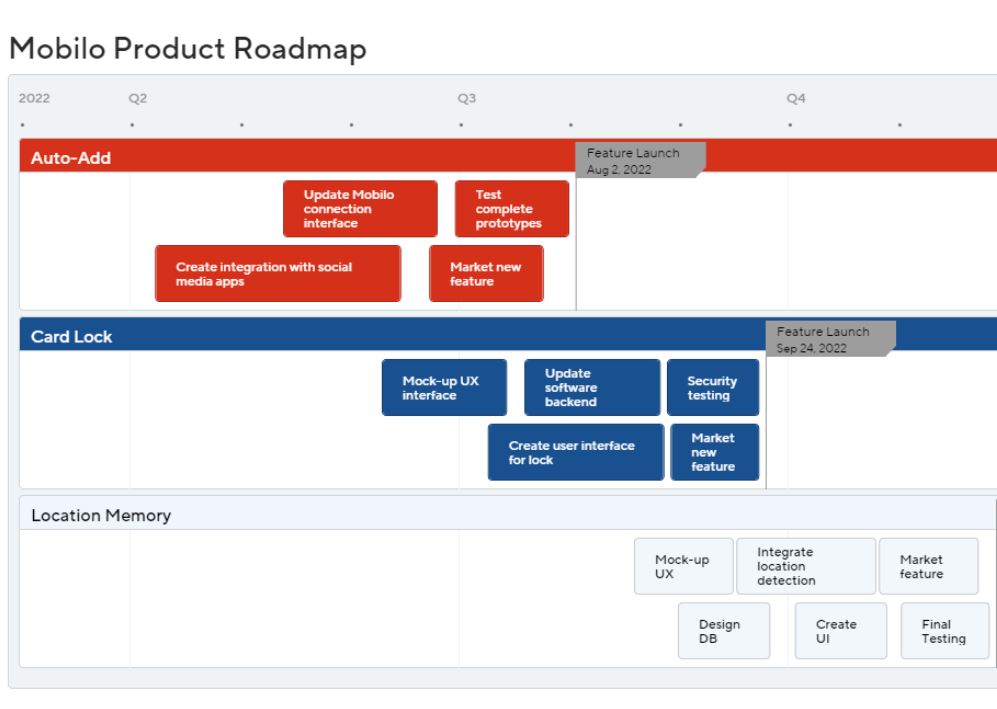 Mobilo Product Roadmap
2022 Q2 Q3 Q4
Auto-Add
Feature Launch
Aug 2, 2022
Update Mobilo
connection
interface
Test
complete
prototypes
Create integration with social
media apps
Market new
feature
Card Lock
Feature Launch
Sep 24, 2022
Mock-up UX
interface
Update
software
backend
Security
testing
Create user interface
for lock
Market
new
feature
Location Memory
Mock-up
UX
Integrate
location
detection
Market
feature
Design
DB
Create
UI
Final
Testing